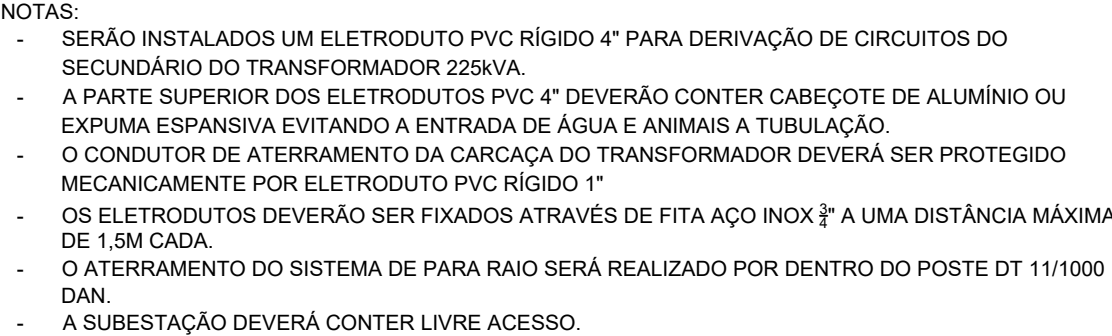 NOTAS:
- SERÃO INSTALADOS UM ELETRODUTO PVC RÍGIDO 4" PARA DERIVAÇÃO DE CIRCUITOS DO
SECUNDÁRIO DO TRANSFORMADOR 225kVA.
- A PARTE SUPERIOR DOS ELETRODUTOS PVC 4" DEVERÃO CONTER CABEÇOTE DE ALUMÍNIO OU
EXPUMA ESPANSIVA EVITANDO A ENTRADA DE ÁGUA E ANIMAIS A TUBULAÇÃO.
- O CONDUTOR DE ATERRAMENTO DA CARCAÇA DO TRANSFORMADOR DEVERÁ SER PROTEGIDO
MECANICAMENTE POR ELETRODUTO PVC RÍGIDO 1"
- OS ELETRODUTOS DEVERÃO SER FIXADOS ATRAVÉS DE FITA AÇO INOX ¾" A UMA DISTÂNCIA MÁXIMA
DE 1,5M CADA.
- O ATERRAMENTO DO SISTEMA DE PARA RAIO SERÁ REALIZADO POR DENTRO DO POSTE DT 11/1000
DAN.
- A SUBESTAÇÃO DEVERÁ CONTER LIVRE ACESSO.